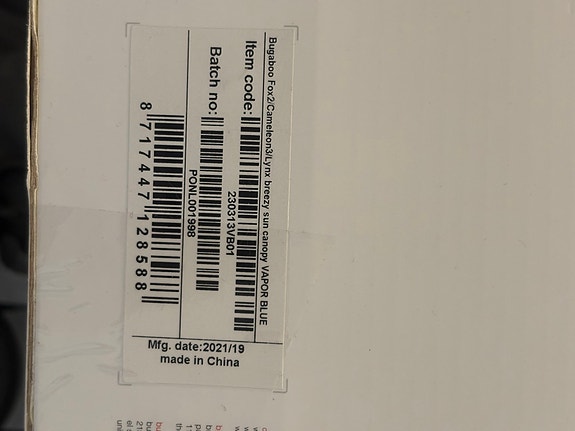 Bugaboo Fox2/Cameleon3/Lynx breezy sun canopy VAPOR BLUE
Item code:
230313VB01
Batch no:
PONL001998
8 717447 128588
Mfg. date:2021/19
made in China